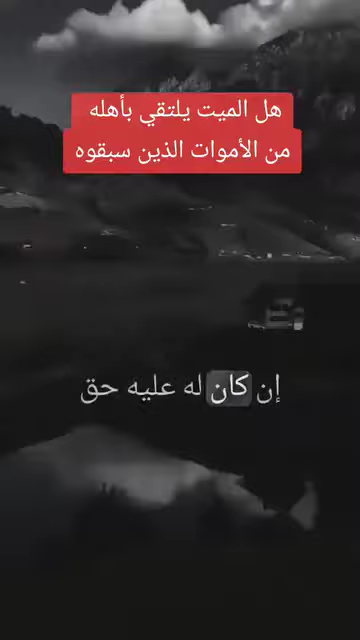 هل الميت يلتقي بأهله
من الأموات الذين سبقوه
إن كان له عليه حق